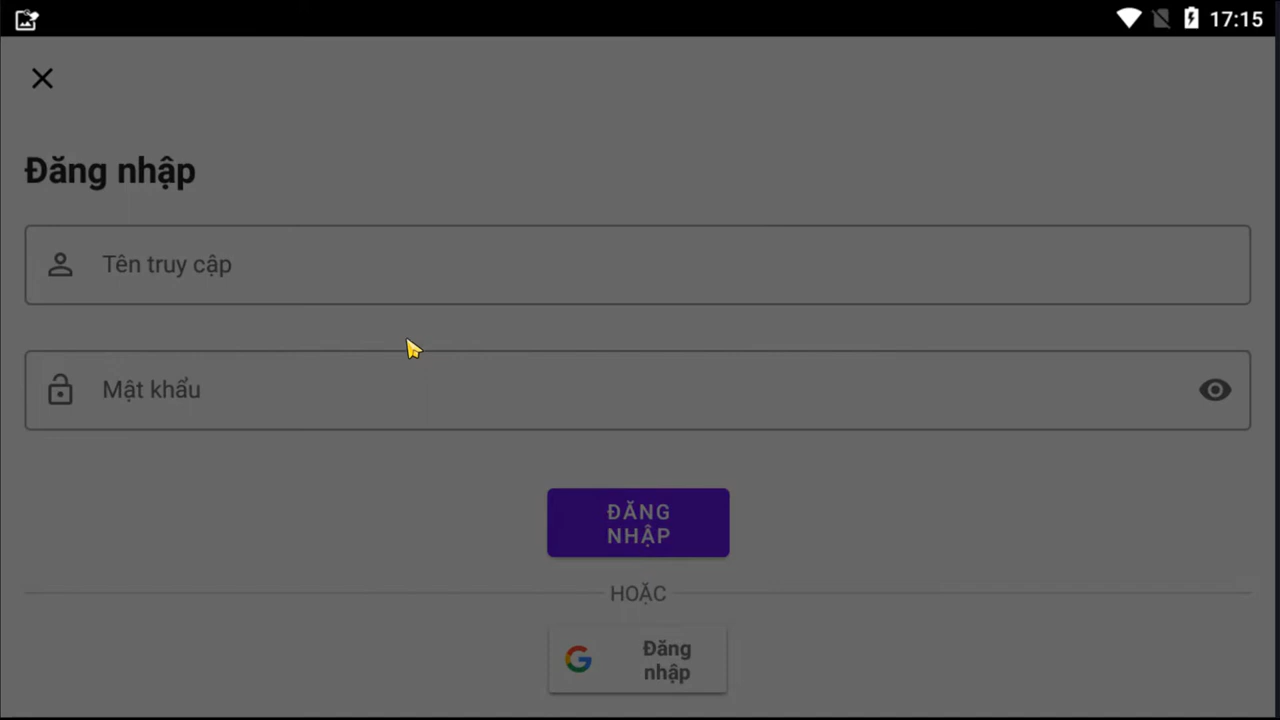 17:15
Đăng nhập
Tên truy cập
Mật khẩu
ĐĂNG
NHẬP
HOẶC
Đăng
nhập